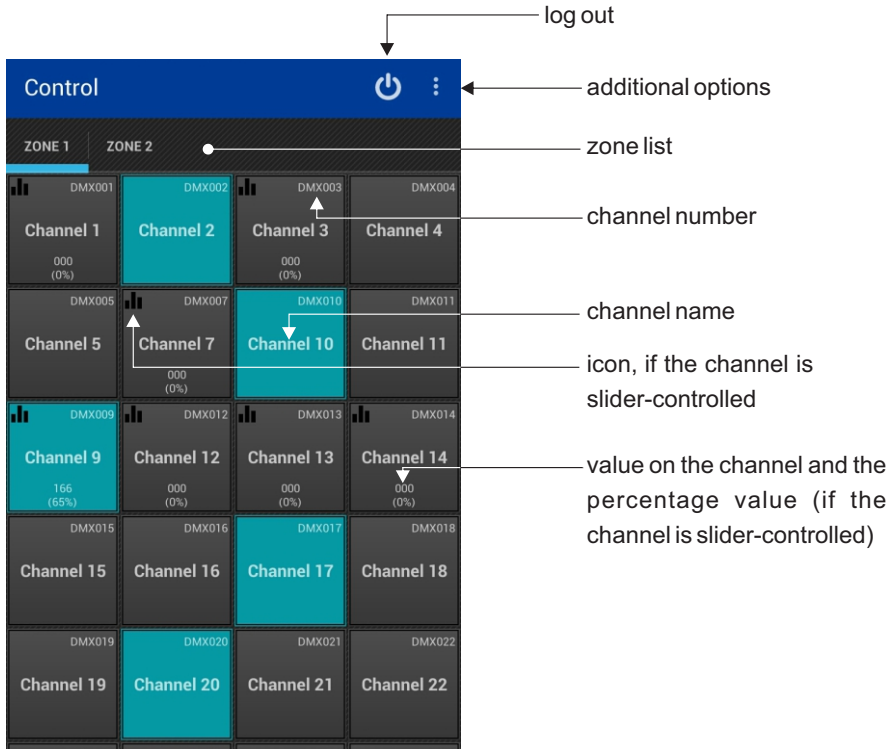 log out
Control
additional options
ZONE 1 ZONE 2
zone list
DMX001 DMX002 DMX003 DMX004
channel number
Channel 1 Channel 2 Channel 3 Channel 4
000 000
(0%) (0%)
DMX005 DMX007 DMX010 DMX011
channel name
Channel 5 Channel 7 Channel 10 Channel 11
000
(0%)
icon, if the channel is
slider-controlled
DMX009 DMX012 DMX013 DMX014
Channel 9 Channel 12 Channel 13 Channel 14
166 000 000 000
(65%) (0%) (0%) (0%)
value on the channel and the
percentage value (if the
channel is slider-controlled)
DMX015 DMX016 DMX017 DMX018
Channel 15 Channel 16 Channel 17 Channel 18
DMX019 DMX020 DMX021 DMX022
Channel 19 Channel 20 Channel 21 Channel 22